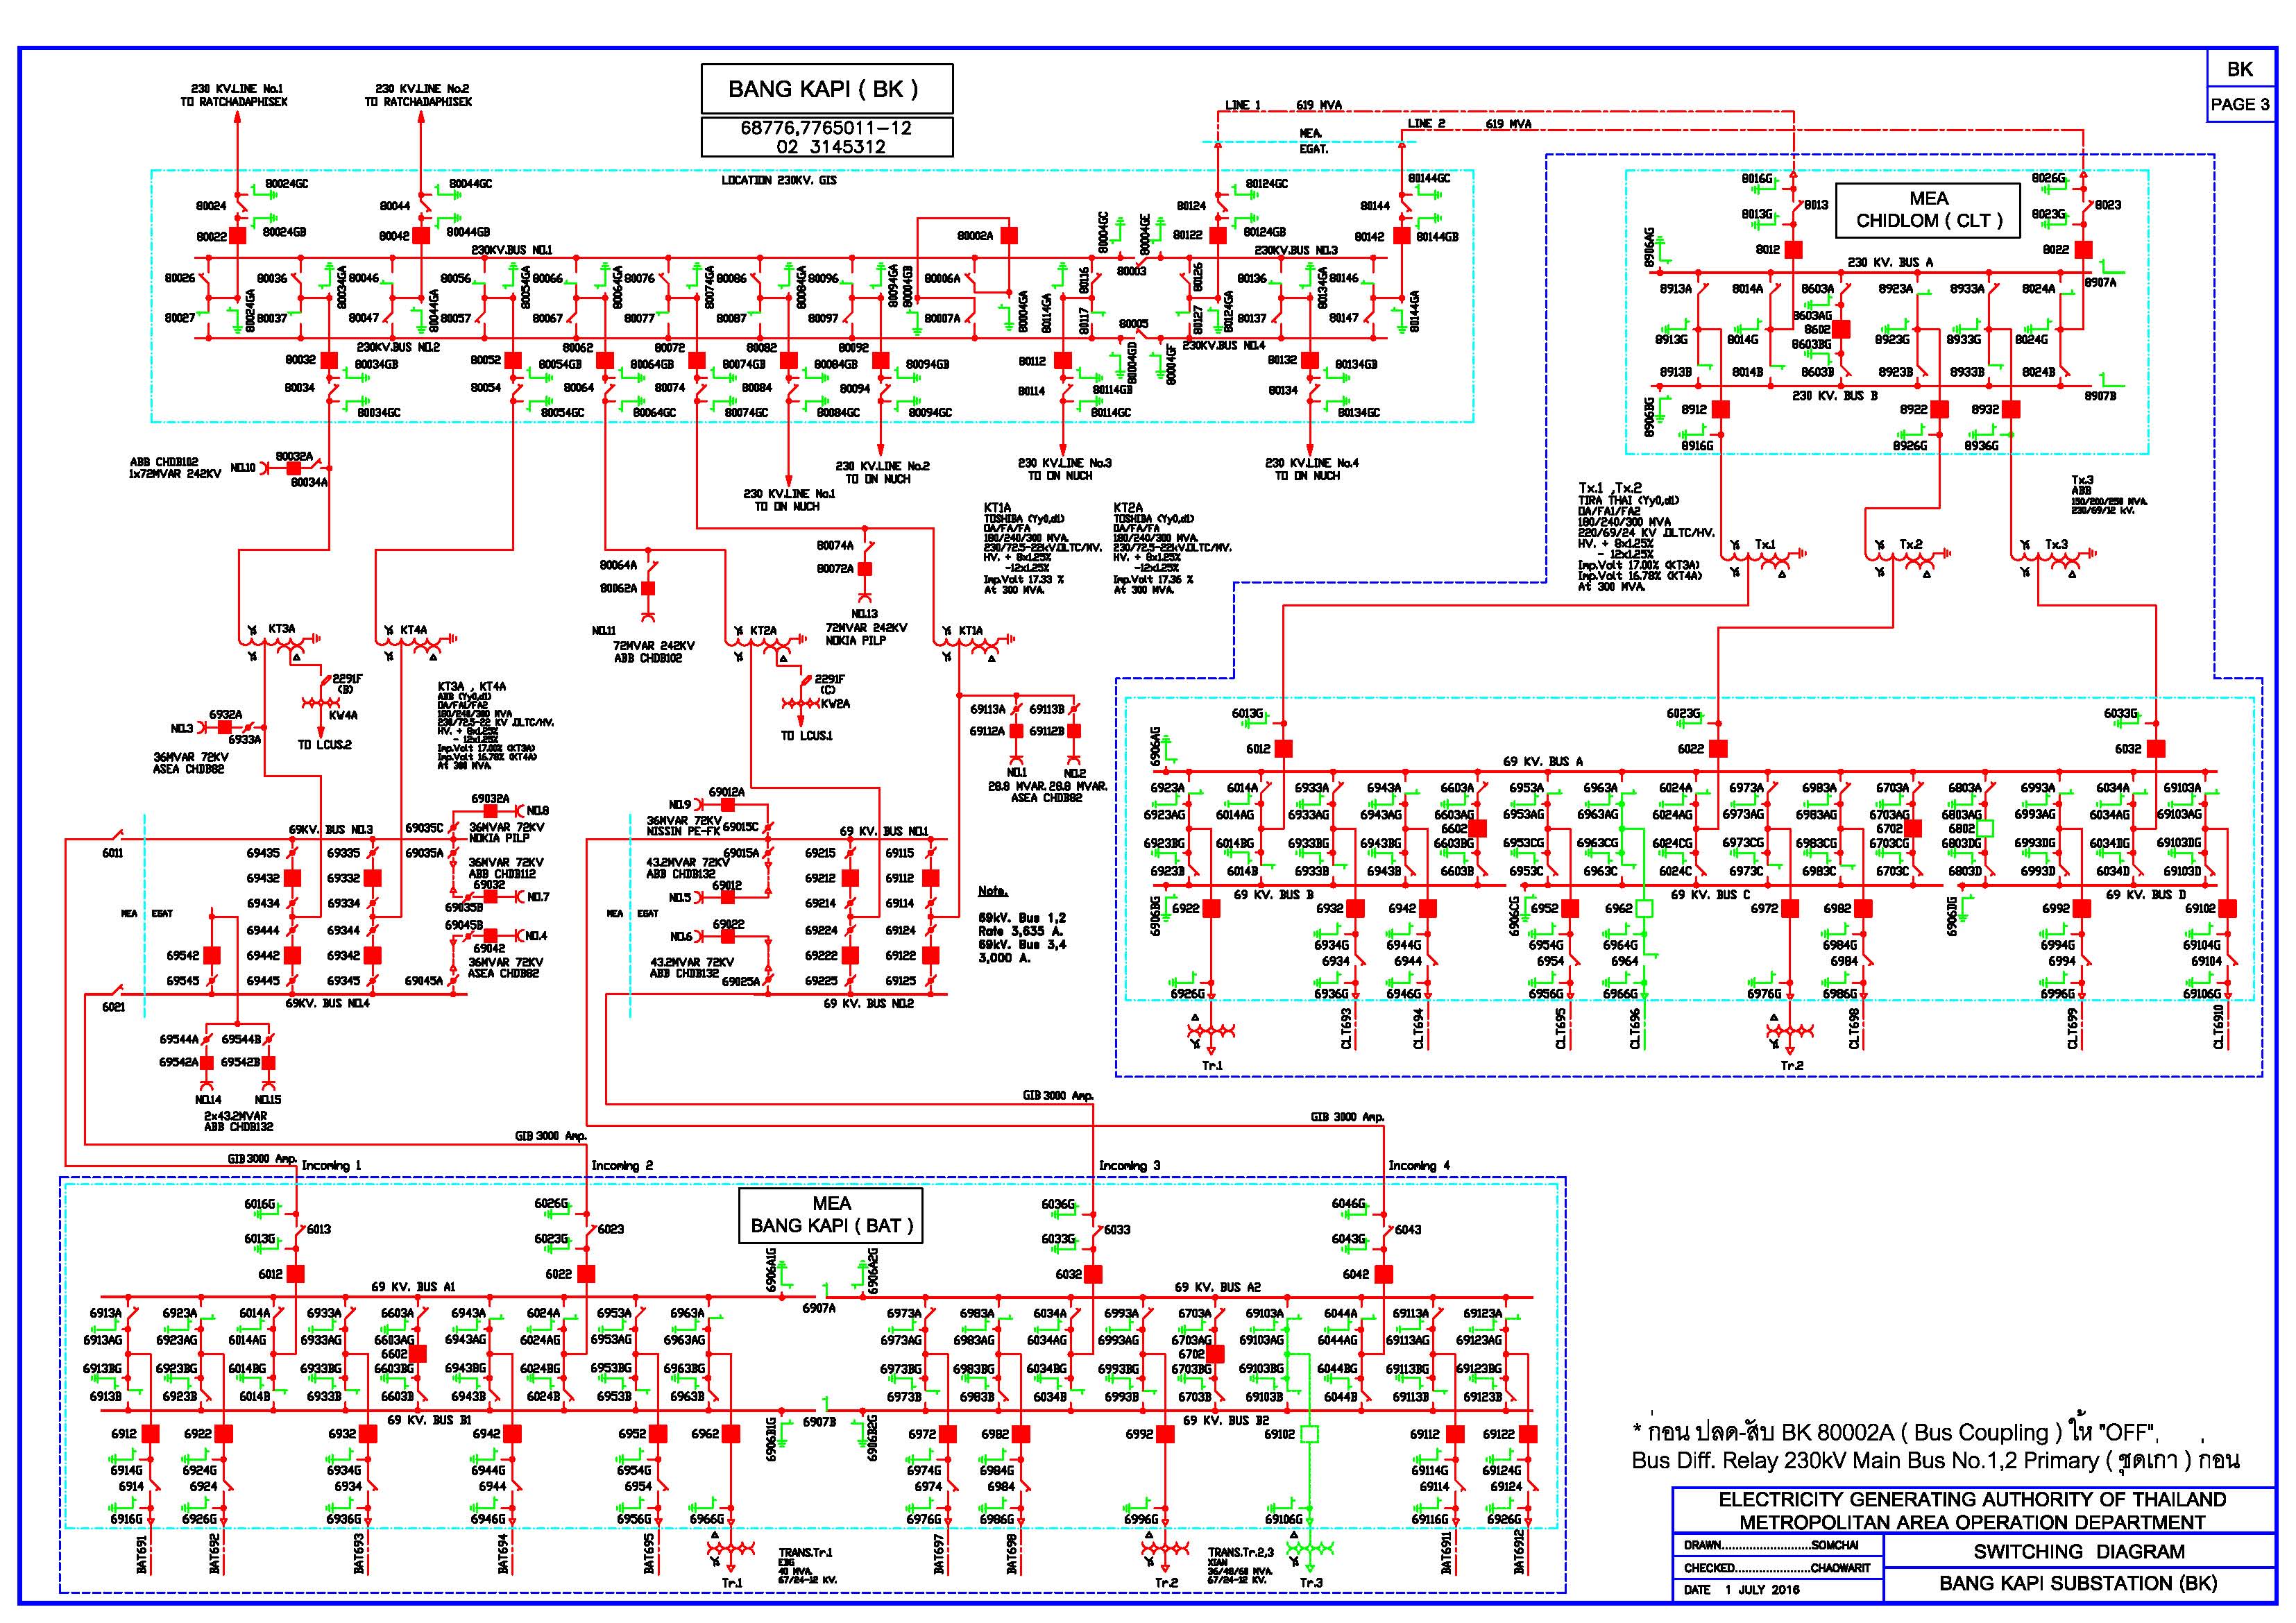 BK
PAGE 3
BANG KAPI ( BK )
68776,7765011-12
02 3145312
230 KV.LINE No.1
TO RATCHADAPHISEK
230 KV.LINE No.2
TO RATCHADAPHISEK
LINE 1 619 MVA
LINE 2 619 MVA
MEA.
EGAT.
LOCATION 230KV. GIS
80024GC
80024
80024GB
80022
80044GC
80044
80044GB
80042
80002A
80004GC
80004GE
80124GC
80124
80124GB
80122
80144GC
80144
80144GB
80142
230KV.BUS NO.1
80003
230KV.BUS NO.3
80026
80036
80034GA
80046
80056
80054GA
80066
80064GA
80076
80074GA
80086
80084GA
80096
80094GA
80004GB
80006A
80116
80126
80136
80134GA
80146
80027
80024GA
80037
80047
80044GA
80057
80067
80077
80087
80097
80007A
80004GA
80114GA
80117
80127
80124GA
80137
80147
80144GA
80005
230KV.BUS NO.2
230KV.BUS NO.4
80032
80034GB
80034
80034GC
80052
80054GB
80054
80054GC
80062
80064GB
80064
80064GC
80072
80074GB
80074
80074GC
80082
80084GB
80084
80084GC
80092
80094GB
80094
80094GC
80112
80114
80114GB
80114GC
80004GD
80004GF
80132
80134GB
80134
80134GC
ABB CHDB102
1x72MVAR 242KV
NO.10
80032A
80034A
230 KV.LINE No.1
TO ON NUCH
230 KV.LINE No.2
TO ON NUCH
230 KV.LINE No.3
TO ON NUCH
230 KV.LINE No.4
TO ON NUCH
KT1A
TOSHIBA (Yy0,d1)
OA/FA/FA
180/240/300 MVA.
230/72.5-22kV.OLTC/HV.
HV. + 8x1.25%
-12x1.25%
Imp.Volt 17.33 %
At 300 MVA.
KT2A
TOSHIBA (Yy0,d1)
OA/FA/FA
180/240/300 MVA.
230/72.5-22kV.OLTC/HV.
HV. + 8x1.25%
-12x1.25%
Imp.Volt 17.36 %
At 300 MVA.
80064A
80062A
NO.11
72MVAR 242KV
ABB CHDB102
80074A
80072A
NO.13
72MVAR 242KV
NOKIA PILP
KT3A
KT4A
KT2A
KT1A
2291F
(B)
KW4A
TO LCUS.2
2291F
(C)
KW2A
TO LCUS.1
NO.3
6932A
6933A
36MVAR 72KV
ASEA CHDB82
KT3A , KT4A
ABB (Yy0,d1)
OA/FA1/FA2
180/240/300 MVA
230/72.5-22 KV .OLTC/HV.
HV. + 8x1.25%
- 12x1.25%
Imp.Volt 17.00% (KT3A)
Imp.Volt 16.78% (KT4A)
At 300 MVA.
69113A
69113B
69112A
69112B
NO.1
NO.2
28.8 MVAR.
28.8 MVAR.
ASEA CHDB82
69032A
NO.8
36MVAR 72KV
NOKIA PILP
69035C
69035A
36MVAR 72KV
ABB CHDB112
69032
NO.7
69035B
69045B
NO.4
69042
36MVAR 72KV
ASEA CHDB82
69045A
6011
6021
MEA
EGAT
69KV. BUS NO.3
69435
69335
69432
69332
69434
69334
69444
69344
69542
69442
69342
69545
69445
69345
69KV. BUS NO.4
69544A
69544B
69542A
69542B
NO.14
NO.15
2x43.2MVAR
ABB CHDB132
NO.9
69012A
36MVAR 72KV
NISSIN PE-FK
69015C
69015A
43.2MVAR 72KV
ABB CHDB132
69012
NO.5
69022
NO.6
43.2MVAR 72KV
ABB CHDB132
69025A
MEA
EGAT
69 KV. BUS NO.1
69215
69115
69212
69112
69214
69114
69224
69124
69222
69122
69225
69125
69 KV. BUS NO.2
Note.
69kV. Bus 1,2
Rate 3,635 A.
69kV. Bus 3,4
3,000 A.
MEA
CHIDLOM ( CLT )
8016G
8013
8013G
8012
8026G
8023
8023G
8022
8906AG
230 KV. BUS A
8907A
8913A
8014A
8603A
8923A
8933A
8024A
8603AG
8602
8603BG
8913G
8014G
8923G
8933G
8024G
8913B
8014B
8603B
8923B
8933B
8024B
8907B
230 KV. BUS B
8906BG
8912
8922
8932
8916G
8926G
8936G
Tx.1 ,Tx.2
TIRA THAI (Yy0,d1)
OA/FA1/FA2
180/240/300 MVA
220/69/24 KV .OLTC/HV.
HV. + 8x1.25%
- 12x1.25%
Imp.Volt 17.00% (KT3A)
Imp.Volt 16.78% (KT4A)
At 300 MVA.
Tx.3
ABB
150/200/250 MVA.
230/69/12 kV.
Tx.1
Tx.2
Tx.3
6013G
6012
6023G
6022
6033G
6032
6906AG
69 KV. BUS A
6923A
6014A
6933A
6943A
6603A
6953A
6963A
6024A
6973A
6983A
6703A
6803A
6993A
6034A
69103A
6923AG
6014AG
6933AG
6943AG
6603AG
6953AG
6963AG
6024AG
6973AG
6983AG
6703AG
6803AG
6993AG
6034AG
69103AG
6602
6702
6802
6923BG
6014BG
6933BG
6943BG
6603BG
6953CG
6963CG
6024CG
6973CG
6983CG
6703CG
6803DG
6993DG
6034DG
69103DG
6923B
6014B
6933B
6943B
6603B
6953C
6963C
6024C
6973C
6983C
6703C
6803D
6993D
6034D
69103D
69 KV. BUS B
69 KV. BUS C
69 KV. BUS D
6906BG
6906CG
6906DG
6922
6932
6942
6952
6962
6972
6982
6992
69102
6934G
6944G
6954G
6964G
6984G
6994G
69104G
6934
6944
6954
6964
6984
6994
69104
6926G
6936G
6946G
6956G
6966G
6976G
6986G
6996G
69106G
CLT693
CLT694
CLT695
CLT696
CLT698
CLT699
CLT6910
Tr.1
Tr.2
GIB 3000 Amp.
GIB 3000 Amp.
GIB 3000 Amp.
GIB 3000 Amp.
Incoming 1
Incoming 2
Incoming 3
Incoming 4
MEA
BANG KAPI ( BAT )
6016G
6013
6013G
6012
6026G
6023
6023G
6022
6036G
6033
6033G
6032
6046G
6043
6043G
6042
6906A1G
6906A2G
69 KV. BUS A1
6907A
69 KV. BUS A2
6913A
6923A
6014A
6933A
6603A
6943A
6024A
6953A
6963A
6973A
6983A
6034A
6993A
6703A
69103A
6044A
69113A
69123A
6913AG
6923AG
6014AG
6933AG
6603AG
6943AG
6024AG
6953AG
6963AG
6973AG
6983AG
6034AG
6993AG
6703AG
69103AG
6044AG
69113AG
69123AG
6602
6702
6913BG
6923BG
6014BG
6933BG
6603BG
6943BG
6024BG
6953BG
6963BG
6973BG
6983BG
6034BG
6993BG
6703BG
69103BG
6044BG
69113BG
69123BG
6913B
6923B
6014B
6933B
6603B
6943B
6024B
6953B
6963B
6973B
6983B
6034B
6993B
6703B
69103B
6044B
69113B
69123B
69 KV. BUS B1
6907B
69 KV. BUS B2
6906B1G
6906B2G
6912
6922
6932
6942
6952
6962
6972
6982
6992
69102
69112
69122
6914G
6924G
6934G
6944G
6954G
6974G
6984G
69114G
69124G
6914
6924
6934
6944
6954
6974
6984
69114
69124
6916G
6926G
6936G
6946G
6956G
6966G
6976G
6986G
6996G
69106G
69116G
6926G
BAT691
BAT692
BAT693
BAT694
BAT695
BAT697
BAT698
BAT6911
BAT6912
Tr.1
TRANS.Tr.1
40 MVA.
67/24-12 KV.
Tr.2
TRANS.Tr.2,3
XIAN
36/48/60 MVA.
67/24-12 KV.
Tr.3
* ก่อน ปลด-สับ BK 80002A ( Bus Coupling ) ให้ "OFF"
Bus Diff. Relay 230kV Main Bus No.1,2 Primary ( ชุดเก่า ) ก่อน
ELECTRICITY GENERATING AUTHORITY OF THAILAND
METROPOLITAN AREA OPERATION DEPARTMENT
DRAWN..........................SOMCHAI
SWITCHING DIAGRAM
CHECKED......................CHAOWARIT
DATE 1 JULY 2016
BANG KAPI SUBSTATION (BK)